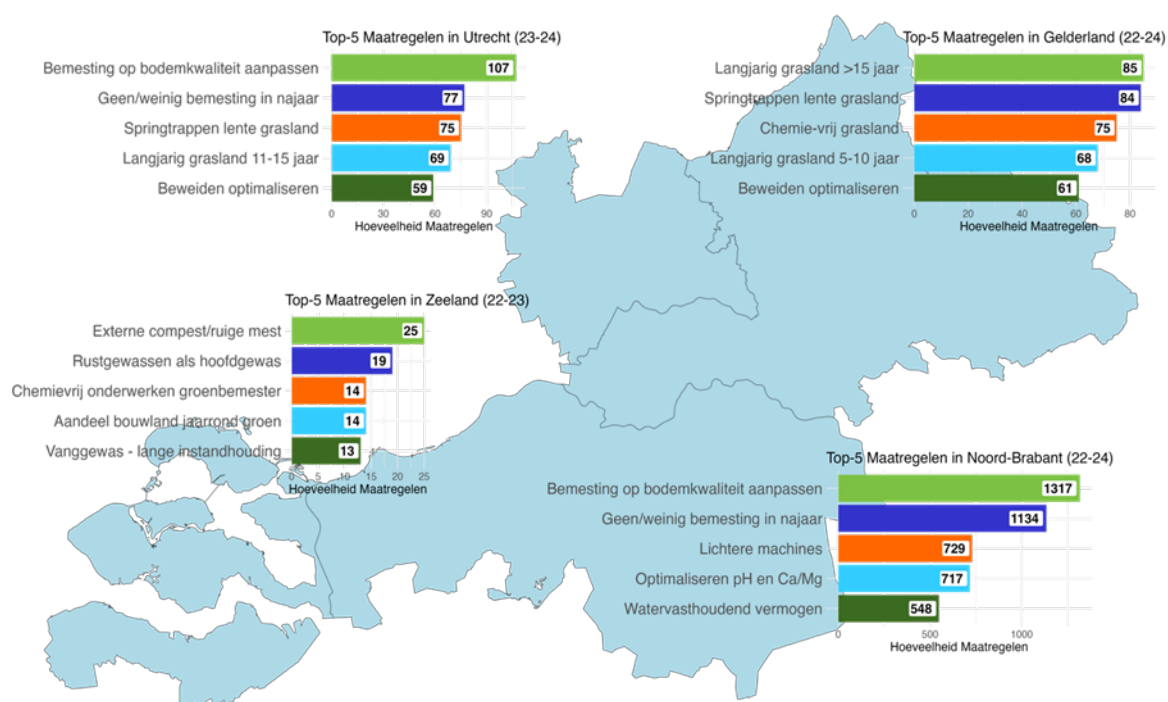 Top-5 Maatregelen in Utrecht (23-24)
Bemesting op bodemkwaliteit aanpassen 107
Geen/weinig bemesting in najaar 77
Springtrappen lente grasland 75
Langjarig grasland 11-15 jaar 69
Beweiden optimaliseren 59
0 30 60 90
Hoeveelheid Maatregelen
Top-5 Maatregelen in Gelderland (22-24)
Langjarig grasland >15 jaar 85
Springtrappen lente grasland 84
Chemie-vrij grasland 75
Langjarig grasland 5-10 jaar 68
Beweiden optimaliseren 61
0 20 40 60 80
Hoeveelheid Maatregelen
Top-5 Maatregelen in Zeeland (22-23)
Externe compest/ruige mest 25
Rustgewassen als hoofdgewas 19
Chemievrij onderwerken groenbemester 14
Aandeel bouwland jaarrond groen 14
Vanggewas - lange instandhouding 13
0 5 10 15 20 25
Hoeveelheid Maatregelen
Top-5 Maatregelen in Noord-Brabant (22-24)
Bemesting op bodemkwaliteit aanpassen 1317
Geen/weinig bemesting in najaar 1134
Lichtere machines 729
Optimaliseren pH en Ca/Mg 717
Watervasthoudend vermogen 548
0 500 1000
Hoeveelheid Maatregelen